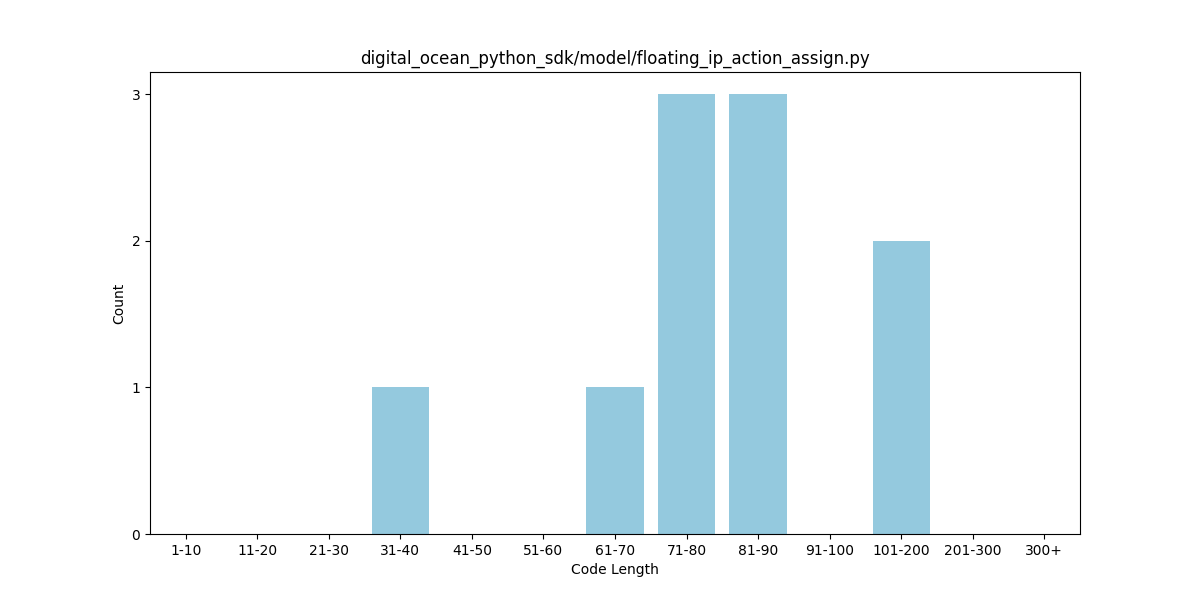 digital_ocean_python_sdk/model/floating_ip_action_assign.py
3
2
1
0
Count
1-10 11-20 21-30 31-40 41-50 51-60 61-70 71-80 81-90 91-100 101-200 201-300 300+
Code Length